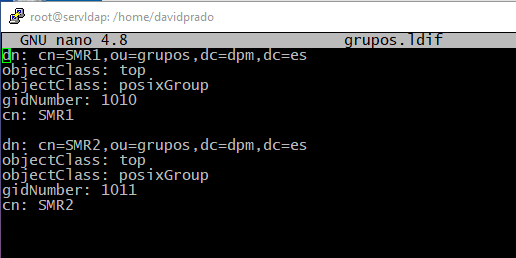 root@servldap: /home/davidprado
GNU nano 4.8 grupos.ldif
dn: cn=SMR1,ou=grupos,dc=dpm,dc=es
objectClass: top
objectClass: posixGroup
gidNumber: 1010
cn: SMR1
dn: cn=SMR2,ou=grupos,dc=dpm,dc=es
objectClass: top
objectClass: posixGroup
gidNumber: 1011
cn: SMR2